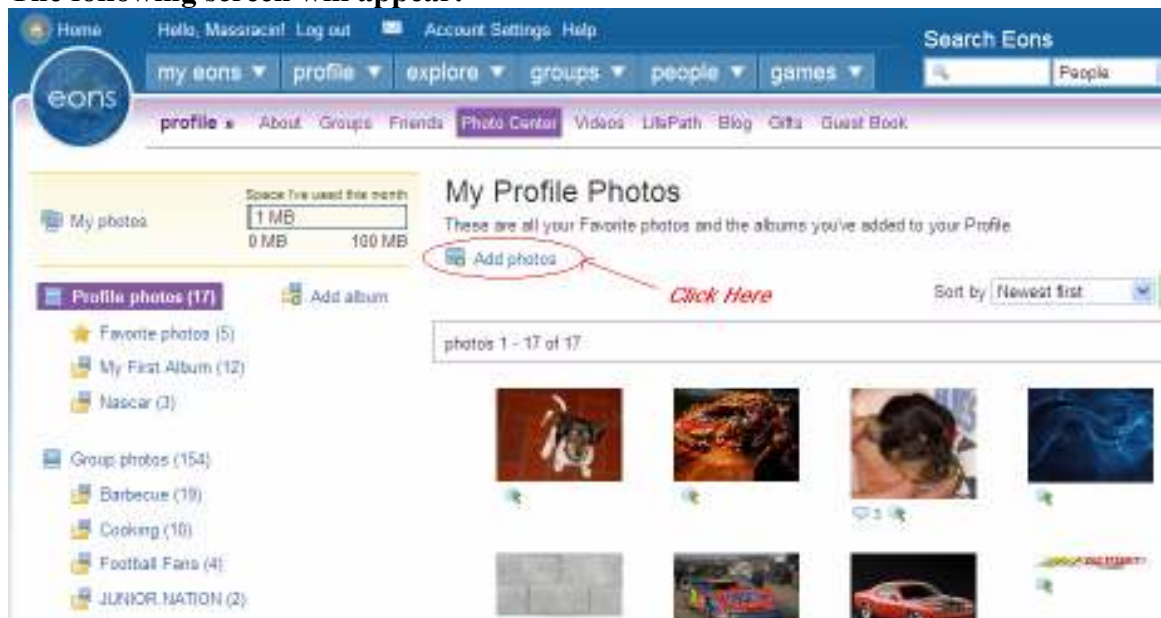 The following screen will appear:
Home Hello, Massracinf Log out Account Settings Help
Search Eons
eons
my eons profile explore groups people games
People
profile » About Groups Friends Photo Center Videos LifePath Blog Gifts Guest Book
My photos
Space I've used this month
1 MB
0 MB 100 MB
My Profile Photos
These are all your Favorite photos and the albums you've added to your Profile
Add photos
Click Here
Profile photos (17) Add album
Sort by Newest first
Favorite photos (5)
photos 1 - 17 of 17
My First Album (12)
Nascar (3)
Group photos (154)
Barbecue (19)
3
Cooking (10)
Football Fans (4)
JUNIOR NATION (2)